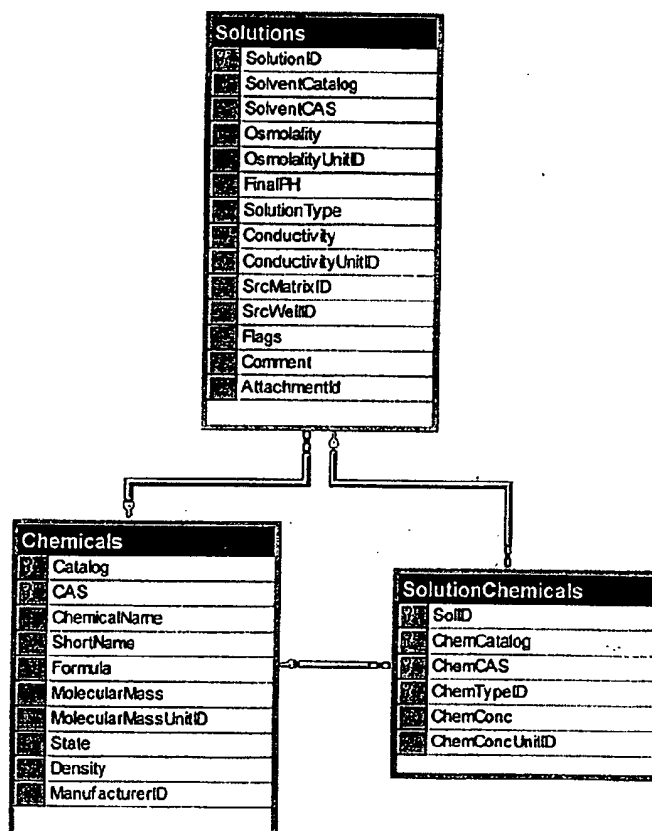 Solutions
SolutionID
SolventCatalog
SolventCAS
Osmolality
OsmolalityUnitID
FinalPH
SolutionType
Conductivity
ConductivityUnitID
SrcMatrixID
SrcWellID
Flags
Comment
AttachmentId
Chemicals
Catalog
CAS
ChemicalName
ShortName
Formula
MolecularMass
MolecularMassUnitID
State
Density
ManufacturerID
SolutionChemicals
SolID
ChemCatalog
ChemCAS
ChemTypeID
ChemConc
ChemConcUnitID